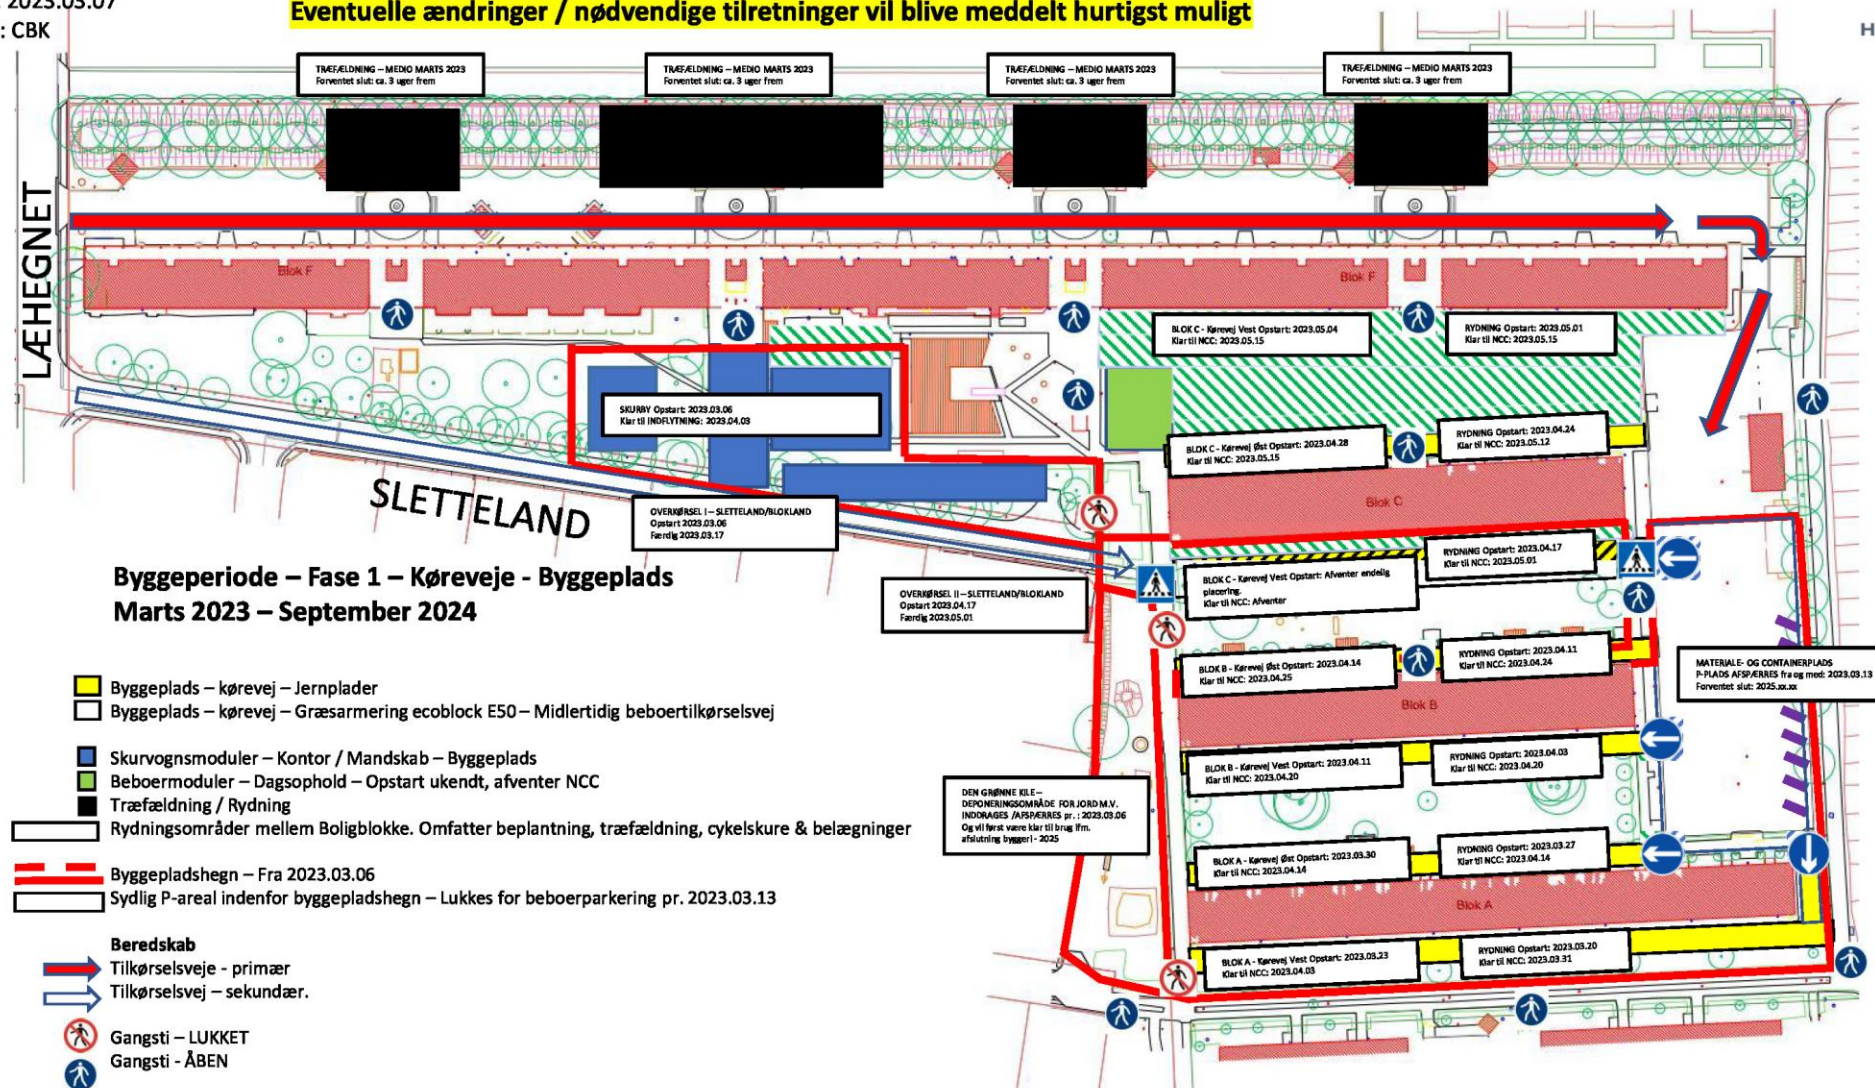 2023.03.07
: CBK
Eventuelle ændringer / nødvendige tilretninger vil blive meddelt hurtigst muligt
H
TRÆFÆLDNING – MEDIO MARTS 2023
Forventet slut: ca. 3 uger frem
TRÆFÆLDNING – MEDIO MARTS 2023
Forventet slut: ca. 3 uger frem
TRÆFÆLDNING – MEDIO MARTS 2023
Forventet slut: ca. 3 uger frem
TRÆFÆLDNING – MEDIO MARTS 2023
Forventet slut: ca. 3 uger frem
LÆHEGNET
Blok F
Blok F
BLOK C - Kørevej Vest Opstart: 2023.05.04
Klar til NCC: 2023.05.15
RYDNING Opstart: 2023.05.01
Klar til NCC: 2023.05.15
SKURBY Opstart: 2023.03.06
Klar til INDFLYTNING: 2023.04.03
BLOK C - Kørevej Øst Opstart: 2023.04.28
Klar til NCC: 2023.05.15
RYDNING Opstart: 2023.04.24
Klar til NCC: 2023.05.12
SLETTELAND
Blok C
OVERKØRSEL I – SLETTELAND/BLOKLAND
Opstart 2023.03.06
Færdig 2023.03.17
RYDNING Opstart: 2023.04.17
Klar til NCC: 2023.05.01
BLOK C - Kørevej Vest Opstart: Afventer endelig
placering.
Klar til NCC: Afventer
OVERKØRSEL II – SLETTELAND/BLOKLAND
Opstart 2023.04.17
Færdig 2023.05.01
Byggeperiode – Fase 1 – Køreveje - Byggeplads
Marts 2023 – September 2024
BLOK B - Kørevej Øst Opstart: 2023.04.14
Klar til NCC: 2023.04.25
RYDNING Opstart: 2023.04.11
Klar til NCC: 2023.04.24
MATERIALE- OG CONTAINERPLADS
P-PLADS AFSPÆRRES fra og med: 2023.03.13
Forventet slut: 2025.xx.xx
Blok B
Byggeplads – kørevej – Jernplader
Byggeplads – kørevej – Græsarmering ecoblock E50 – Midlertidig beboertilkørselsvej
Skurvognsmoduler – Kontor / Mandskab – Byggeplads
Beboermoduler – Dagsophold – Opstart ukendt, afventer NCC
Træfældning / Rydning
Rydningsområder mellem Boligblokke. Omfatter beplantning, træfældning, cykelskure & belægninger
Byggepladshegn – Fra 2023.03.06
Sydlig P-areal indenfor byggepladshegn – Lukkes for beboerparkering pr. 2023.03.13
Beredskab
Tilkørselsveje - primær
Tilkørselsvej – sekundær.
Gangsti – LUKKET
Gangsti - ÅBEN
BLOK B - Kørevej Vest Opstart: 2023.04.11
Klar til NCC: 2023.04.20
RYDNING Opstart: 2023.04.03
Klar til NCC: 2023.04.20
DEN GRØNNE KILE –
DEPONERINGSOMRÅDE FOR JORD M.V.
INDDRAGES /AFSPÆRRES pr. : 2023.03.06
Og vil først være klar til brug ifm.
afslutning byggeri - 2025
BLOK A - Kørevej Øst Opstart: 2023.03.30
Klar til NCC: 2023.04.14
RYDNING Opstart: 2023.03.27
Klar til NCC: 2023.04.14
Blok A
BLOK A - Kørevej Vest Opstart: 2023.03.23
Klar til NCC: 2023.04.03
RYDNING Opstart: 2023.03.20
Klar til NCC: 2023.03.31